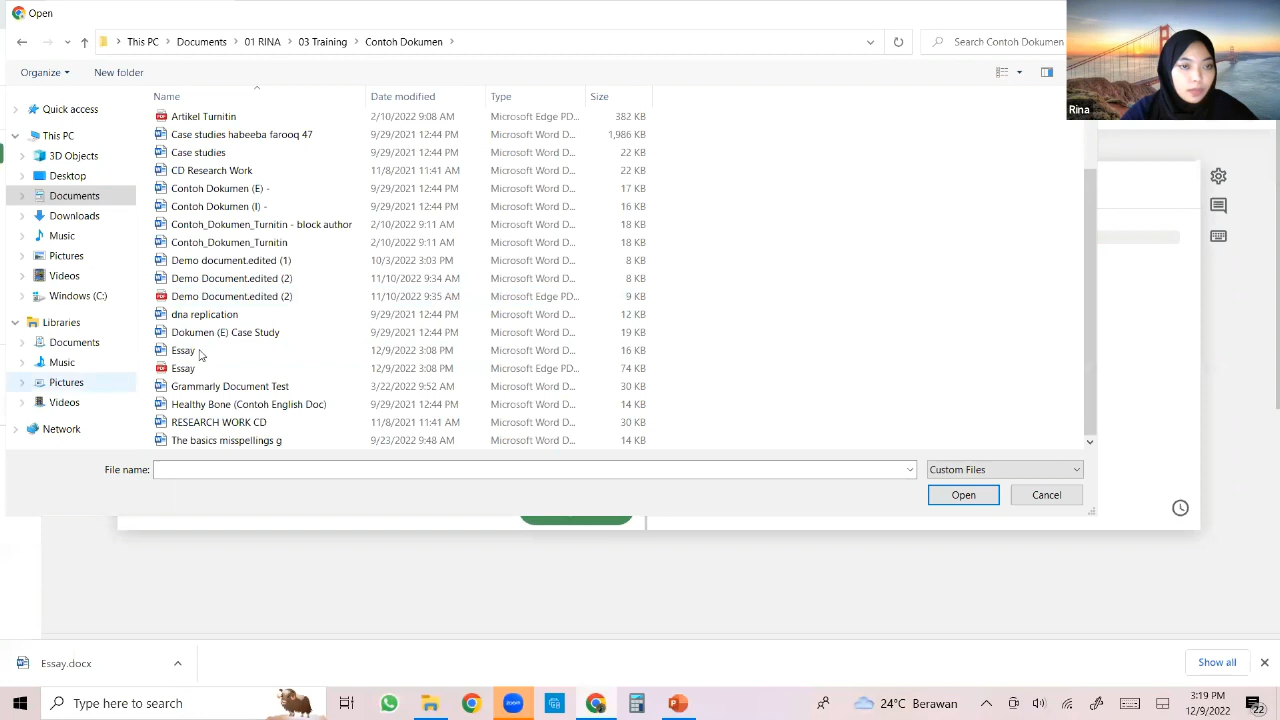 Open
This PC > Documents > 01 RINA > 03 Training > Contoh Dokumen >
Search Contoh Dokumen
Rina
Organize
New folder
Name Date modified Type Size
Quick access
This PC
3D Objects
Desktop
Documents
Downloads
Music
Pictures
Videos
Windows (C:)
Libraries
Documents
Music
Pictures
Videos
Network
Artikel Turnitin 2/10/2022 9:08 AM Microsoft Edge PD... 382 KB
Case studies habeeba farooq 47 9/29/2021 12:44 PM Microsoft Word D... 1,986 KB
Case studies 9/29/2021 12:44 PM Microsoft Word D... 22 KB
CD Research Work 11/8/2021 11:41 AM Microsoft Word D... 22 KB
Contoh Dokumen (E) - 9/29/2021 12:44 PM Microsoft Word D... 17 KB
Contoh Dokumen (I) - 9/29/2021 12:44 PM Microsoft Word D... 16 KB
Contoh_Dokumen_Turnitin - block author 2/10/2022 9:11 AM Microsoft Word D... 18 KB
Contoh_Dokumen_Turnitin 2/10/2022 9:11 AM Microsoft Word D... 18 KB
Demo document.edited (1) 10/3/2022 3:03 PM Microsoft Word D... 8 KB
Demo Document.edited (2) 11/10/2022 9:34 AM Microsoft Word D... 8 KB
Demo Document.edited (2) 11/10/2022 9:35 AM Microsoft Edge PD... 9 KB
dna replication 9/29/2021 12:44 PM Microsoft Word D... 12 KB
Dokumen (E) Case Study 9/29/2021 12:44 PM Microsoft Word D... 19 KB
Essay 12/9/2022 3:08 PM Microsoft Word D... 16 KB
Essay 12/9/2022 3:08 PM Microsoft Edge PD... 74 KB
Grammarly Document Test 3/22/2022 9:52 AM Microsoft Word D... 30 KB
Healthy Bone (Contoh English Doc) 9/29/2021 12:44 PM Microsoft Word D... 14 KB
RESEARCH WORK CD 11/8/2021 11:41 AM Microsoft Word D... 30 KB
The basics misspellings g 9/23/2022 9:48 AM Microsoft Word D... 14 KB
File name:
Custom Files
Open
Cancel
Essay.docx
Show all
Type here to search
zoom
24°C Berawan
3:19 PM
12/9/2022
22